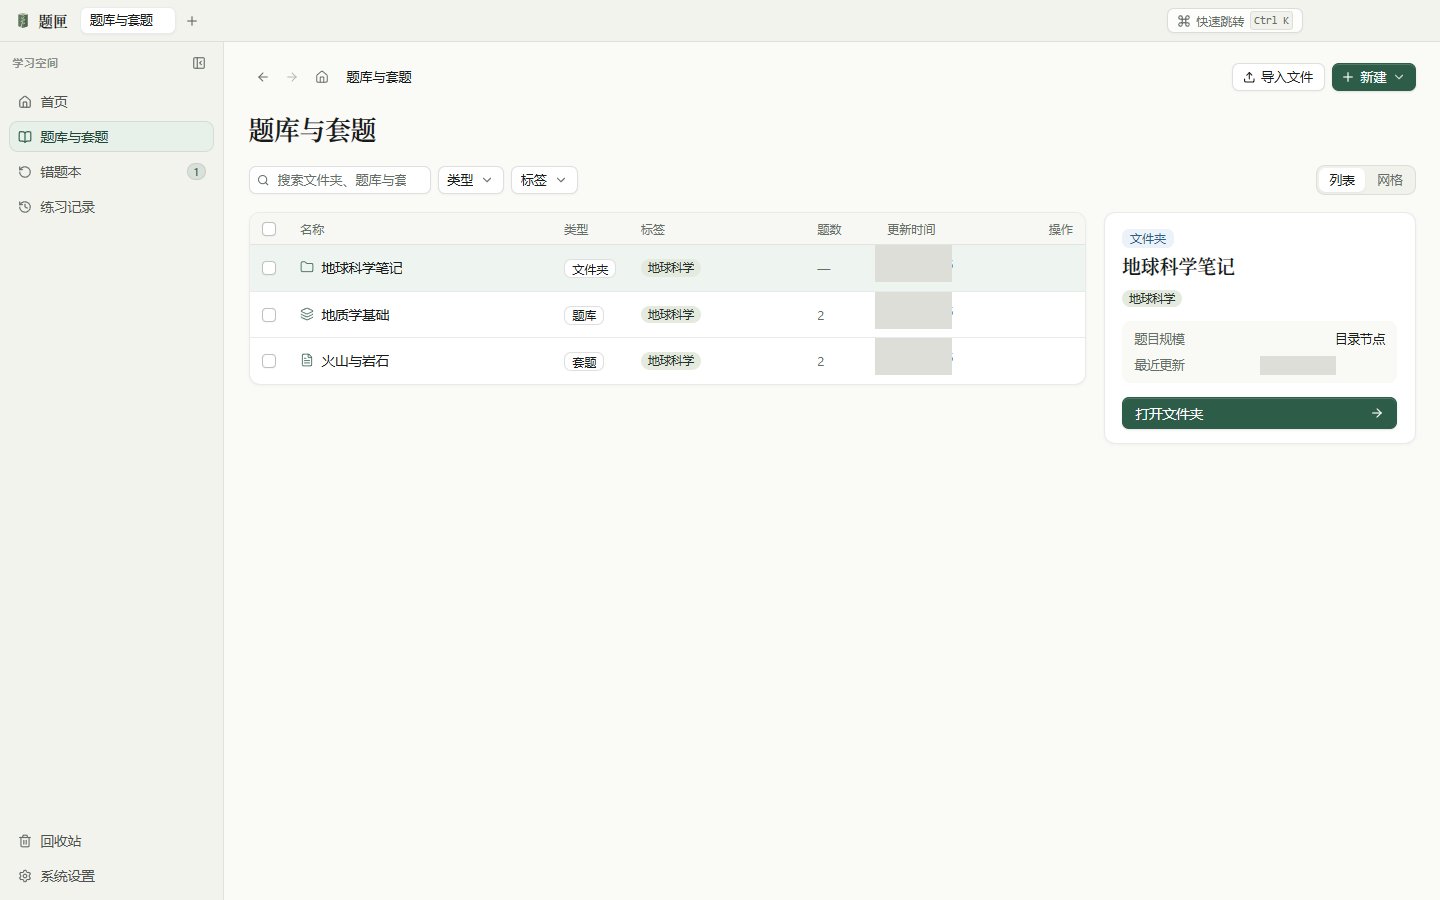 题匣
题库与套题
快速跳转 Ctrl K
学习空间
首页
题库与套题
错题本 1
练习记录
回收站
系统设置
题库与套题
导入文件
新建
题库与套题
搜索文件夹、题库与套
类型
标签
列表
网格
名称 类型 标签 题数 更新时间 操作
地球科学笔记 文件夹 地球科学 —
地质学基础 题库 地球科学 2
火山与岩石 套题 地球科学 2
文件夹
地球科学笔记
地球科学
题目规模 目录节点
最近更新
打开文件夹